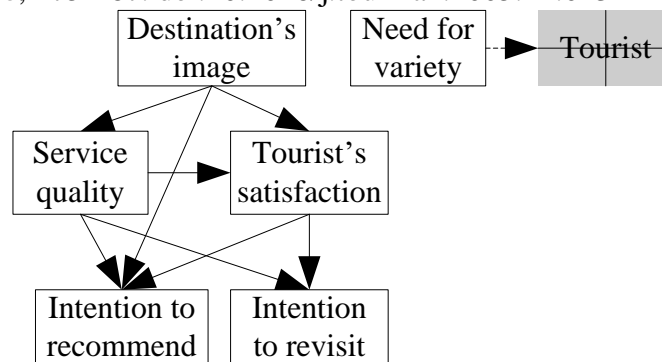 Destination's
image
Need for
variety
Tourist
Service
quality
Tourist's
satisfaction
Intention to
recommend
Intention
to revisit